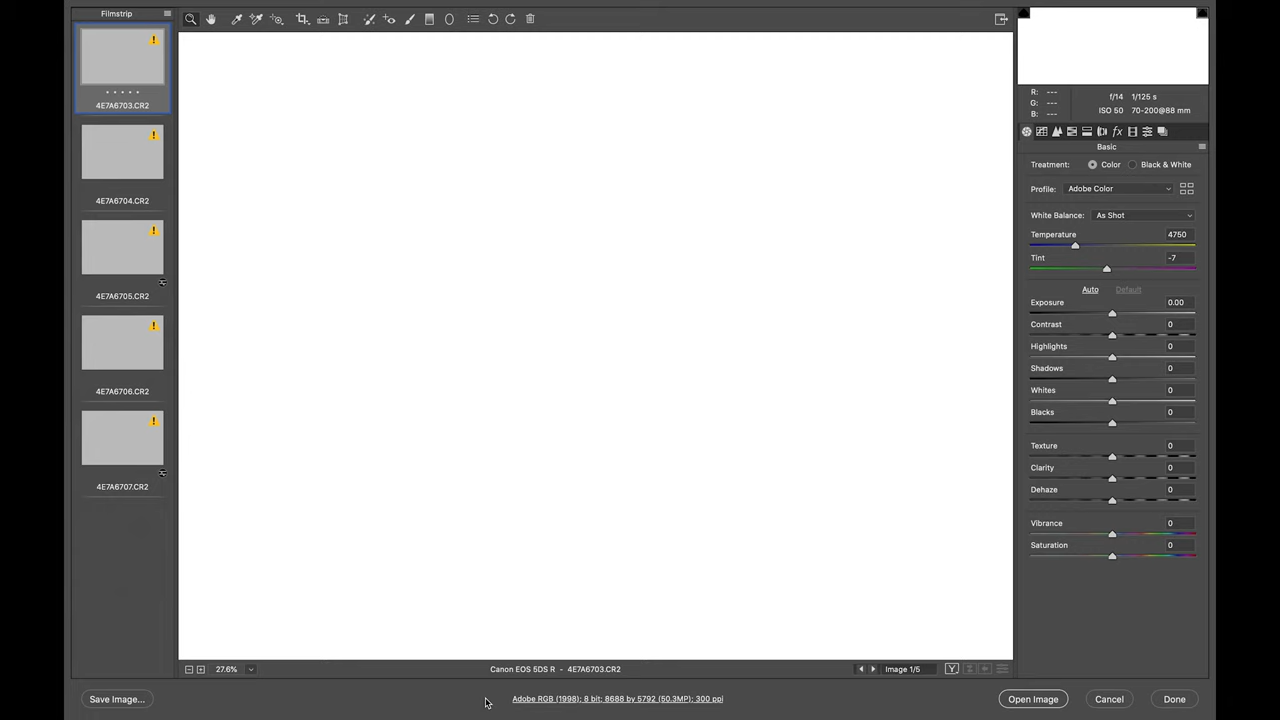 Filmstrip
4E7A6703.CR2
4E7A6704.CR2
4E7A6705.CR2
4E7A6706.CR2
4E7A6707.CR2
27.6%
Canon EOS 5DS R - 4E7A6703.CR2
Image 1/5
Y
Save Image...
Adobe RGB (1998); 8 bit; 8688 by 5792 (50.3MP); 300 ppi
Open Image
Cancel
Done
R: ---
G: ---
B: ---
f/14 1/125 s
ISO 50 70-200@88 mm
fx
Basic
Treatment: Color Black & White
Profile: Adobe Color
White Balance: As Shot
Temperature 4750
Tint -7
Auto Default
Exposure 0.00
Contrast 0
Highlights 0
Shadows 0
Whites 0
Blacks 0
Texture 0
Clarity 0
Dehaze 0
Vibrance 0
Saturation 0